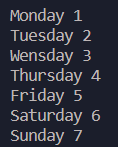 Monday 1
Tuesday 2
Wensday 3
Thursday 4
Friday 5
Saturday 6
Sunday 7